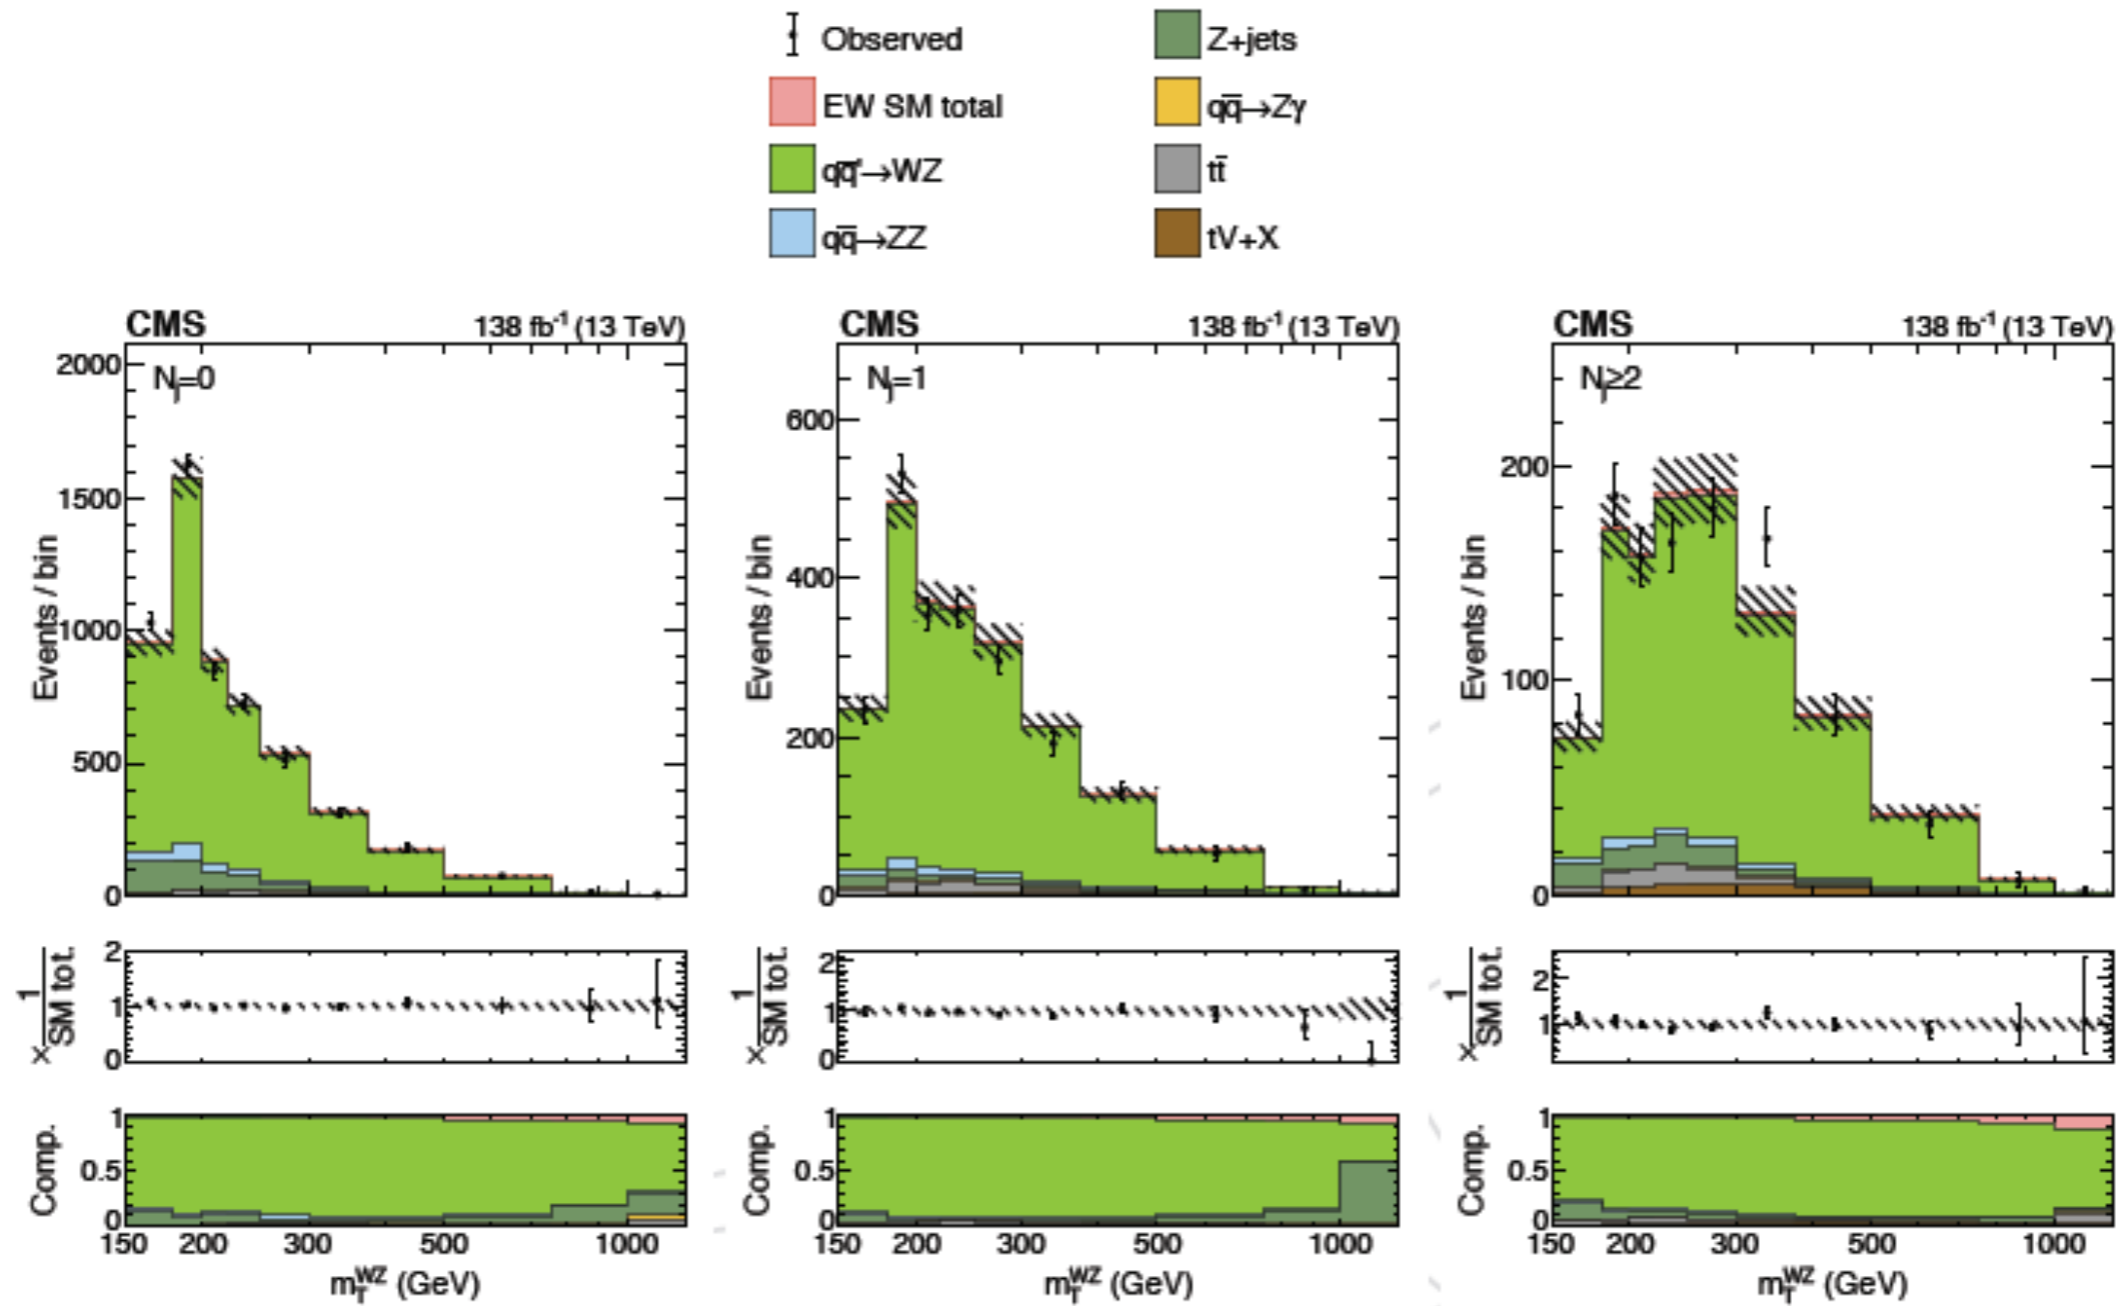 Observed
EW SM total
qq̅'→WZ
qq̅→ZZ
Z+jets
qq̅→Zγ
tt̅
tV+X
CMS 138 fb⁻¹ (13 TeV)
Nⱼ=0
Events / bin
2000
1500
1000
500
0
× 1/SM tot.
2
1
0
Comp.
1
0.5
0
150 200 300 500 1000
m_T^WZ (GeV)
CMS 138 fb⁻¹ (13 TeV)
Nⱼ=1
Events / bin
600
400
200
0
× 1/SM tot.
2
1
0
Comp.
1
0.5
0
150 200 300 500 1000
m_T^WZ (GeV)
CMS 138 fb⁻¹ (13 TeV)
Nⱼ≥2
Events / bin
200
100
0
× 1/SM tot.
2
1
Comp.
1
0.5
0
150 200 300 500 1000
m_T^WZ (GeV)